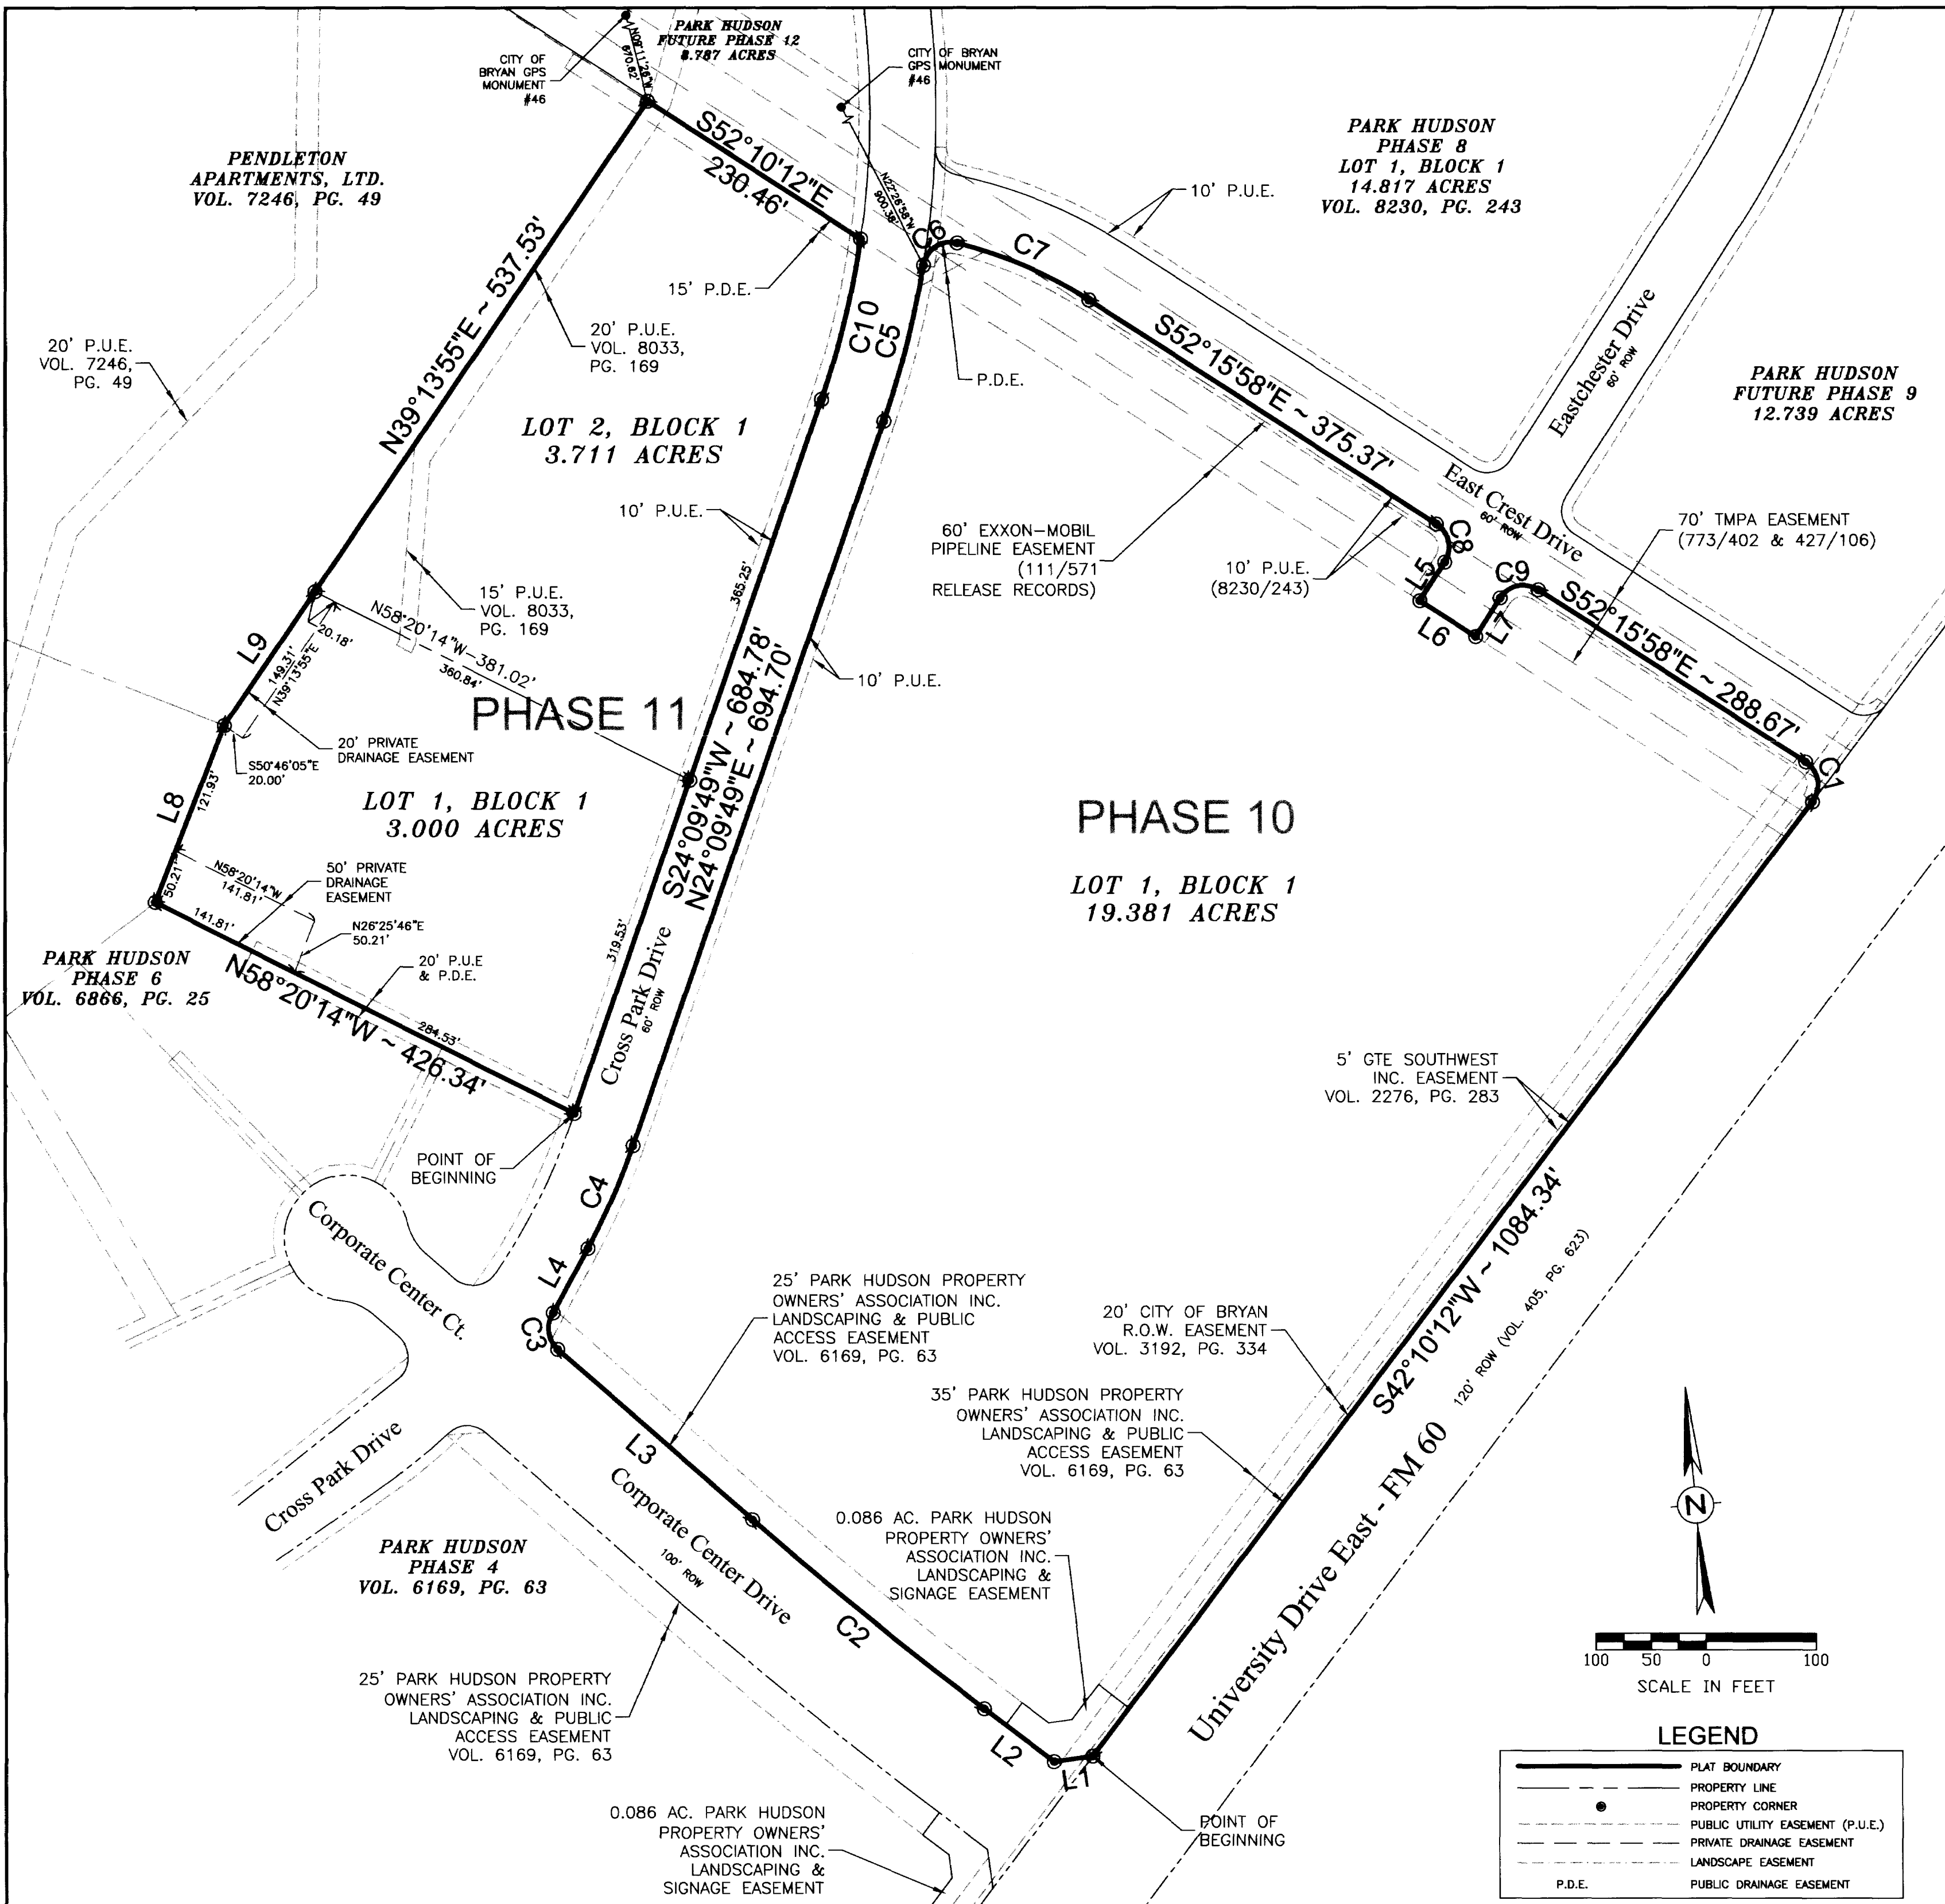 PARK HUDSON
FUTURE PHASE 12
8.787 ACRES
CITY OF
BRYAN GPS
MONUMENT
#46
N09°11'26"W
670.62'
CITY OF BRYAN
GPS MONUMENT
#46
PENDLETON
APARTMENTS, LTD.
VOL. 7246, PG. 49
S52°10'12"E
230.46'
N22°26'58"W
900.38'
PARK HUDSON
PHASE 8
LOT 1, BLOCK 1
14.817 ACRES
VOL. 8230, PG. 243
10' P.U.E.
C6
C7
15' P.D.E.
20' P.U.E.
VOL. 8033,
PG. 169
N39°13'55"E ~ 537.53'
20' P.U.E.
VOL. 7246,
PG. 49
C10
C5
P.D.E.
S52°15'58"E ~ 375.37'
Eastchester Drive
60' ROW
PARK HUDSON
FUTURE PHASE 9
12.739 ACRES
LOT 2, BLOCK 1
3.711 ACRES
10' P.U.E.
60' EXXON-MOBIL
PIPELINE EASEMENT
(111/571
RELEASE RECORDS)
10' P.U.E.
(8230/243)
East Crest Drive
60' ROW
70' TMPA EASEMENT
(773/402 & 427/106)
C8
L5
C9
L6
L7
S52°15'58"E ~ 288.67'
C1
15' P.U.E.
VOL. 8033,
PG. 169
365.25'
N58°20'14"W-381.02'
360.84'
20.18'
L9
149.31'
N39°13'55"E
PHASE 11
10' P.U.E.
S24°09'49"W ~ 684.78'
N24°09'49"E ~ 694.70'
20' PRIVATE
DRAINAGE EASEMENT
S50°46'05"E
20.00'
L8
121.93'
LOT 1, BLOCK 1
3.000 ACRES
PHASE 10
LOT 1, BLOCK 1
19.381 ACRES
50.21'
N58°20'14"W
141.81'
50' PRIVATE
DRAINAGE
EASEMENT
141.81'
N26°25'46"E
50.21'
319.53'
PARK HUDSON
PHASE 6
VOL. 6866, PG. 25
20' P.U.E
& P.D.E.
N58°20'14"W ~ 426.34'
284.53'
Cross Park Drive
60' ROW
5' GTE SOUTHWEST
INC. EASEMENT
VOL. 2276, PG. 283
POINT OF
BEGINNING
C4
Corporate Center Ct.
L4
C3
S42°10'12"W ~ 1084.34'
120' ROW (VOL. 405, PG. 623)
25' PARK HUDSON PROPERTY
OWNERS' ASSOCIATION INC.
LANDSCAPING & PUBLIC
ACCESS EASEMENT
VOL. 6169, PG. 63
20' CITY OF BRYAN
R.O.W. EASEMENT
VOL. 3192, PG. 334
35' PARK HUDSON PROPERTY
OWNERS' ASSOCIATION INC.
LANDSCAPING & PUBLIC
ACCESS EASEMENT
VOL. 6169, PG. 63
L3
Cross Park Drive
Corporate Center Drive
100' ROW
0.086 AC. PARK HUDSON
PROPERTY OWNERS'
ASSOCIATION INC.
LANDSCAPING &
SIGNAGE EASEMENT
PARK HUDSON
PHASE 4
VOL. 6169, PG. 63
C2
University Drive East - FM 60
N
100 50 0 100
SCALE IN FEET
25' PARK HUDSON PROPERTY
OWNERS' ASSOCIATION INC.
LANDSCAPING & PUBLIC
ACCESS EASEMENT
VOL. 6169, PG. 63
L2
L1
POINT OF
BEGINNING
0.086 AC. PARK HUDSON
PROPERTY OWNERS'
ASSOCIATION INC.
LANDSCAPING &
SIGNAGE EASEMENT
LEGEND
PLAT BOUNDARY
PROPERTY LINE
PROPERTY CORNER
PUBLIC UTILITY EASEMENT (P.U.E.)
PRIVATE DRAINAGE EASEMENT
LANDSCAPE EASEMENT
P.D.E. PUBLIC DRAINAGE EASEMENT